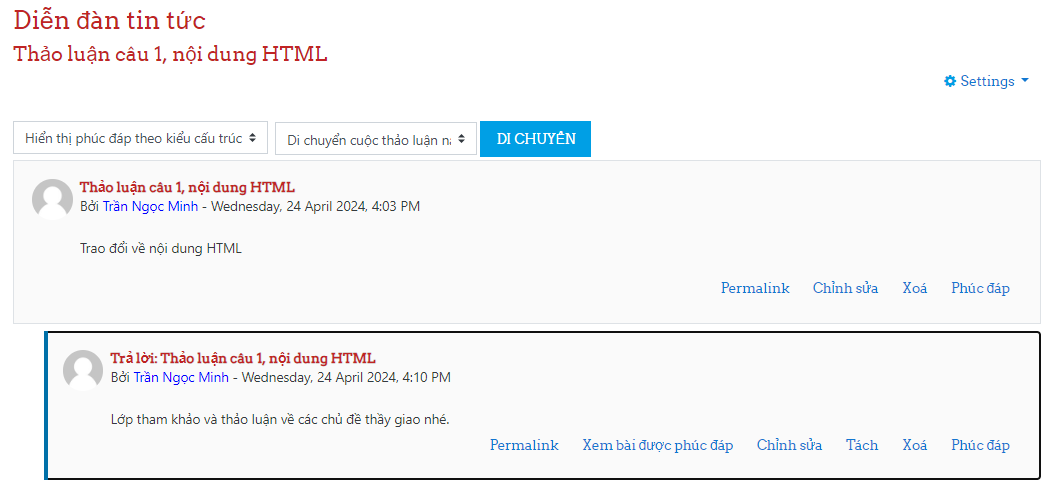 Diễn đàn tin tức
Thảo luận câu 1, nội dung HTML
Settings
Hiển thị phúc đáp theo kiểu cấu trúc
Di chuyển cuộc thảo luận nà
DI CHUYỂN
Thảo luận câu 1, nội dung HTML
Bởi Trần Ngọc Minh - Wednesday, 24 April 2024, 4:03 PM
Trao đổi về nội dung HTML
Permalink Chỉnh sửa Xoá Phúc đáp
Trả lời: Thảo luận câu 1, nội dung HTML
Bởi Trần Ngọc Minh - Wednesday, 24 April 2024, 4:10 PM
Lớp tham khảo và thảo luận về các chủ đề thầy giao nhé.
Permalink Xem bài được phúc đáp Chỉnh sửa Tách Xoá Phúc đáp